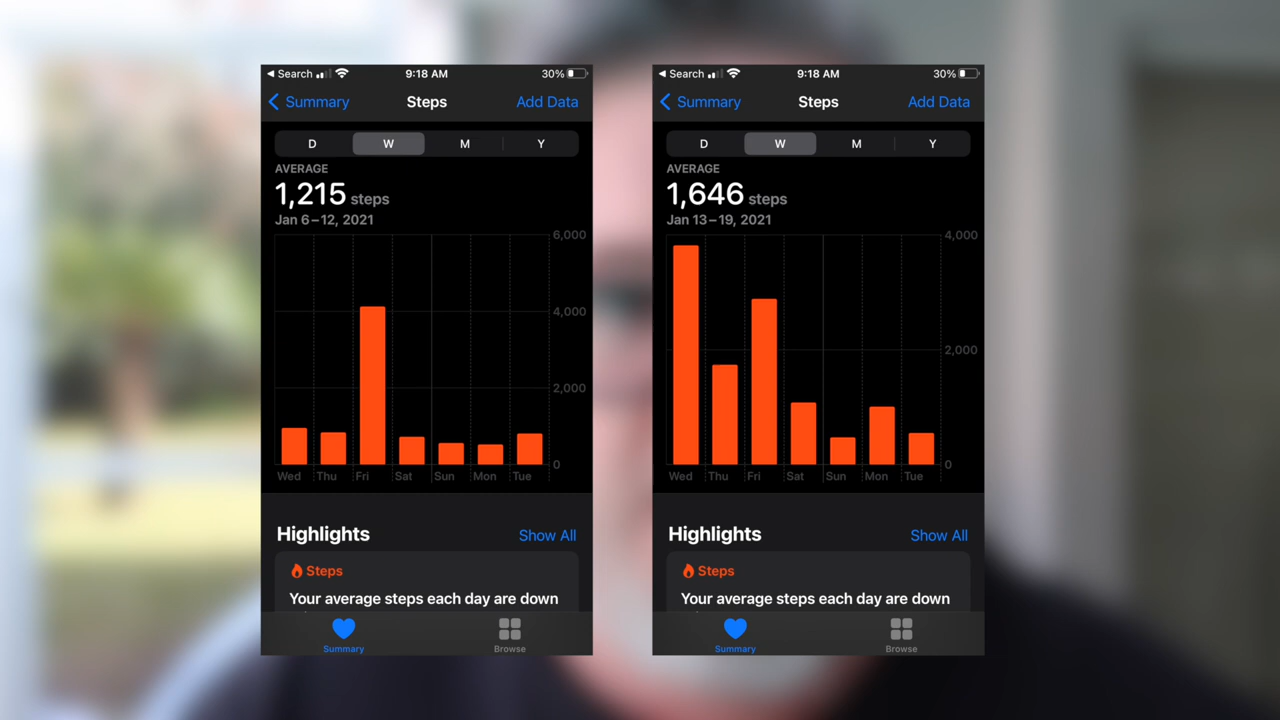 Search 9:18 AM 30%
Summary Steps Add Data
D W M Y
AVERAGE
1,215 steps
Jan 6–12, 2021
6,000
4,000
2,000
0
Wed Thu Fri Sat Sun Mon Tue
Highlights Show All
Steps
Your average steps each day are down
Summary Browse
Search 9:18 AM 30%
Summary Steps Add Data
D W M Y
AVERAGE
1,646 steps
Jan 13–19, 2021
4,000
2,000
0
Wed Thu Fri Sat Sun Mon Tue
Highlights Show All
Steps
Your average steps each day are down
Summary Browse